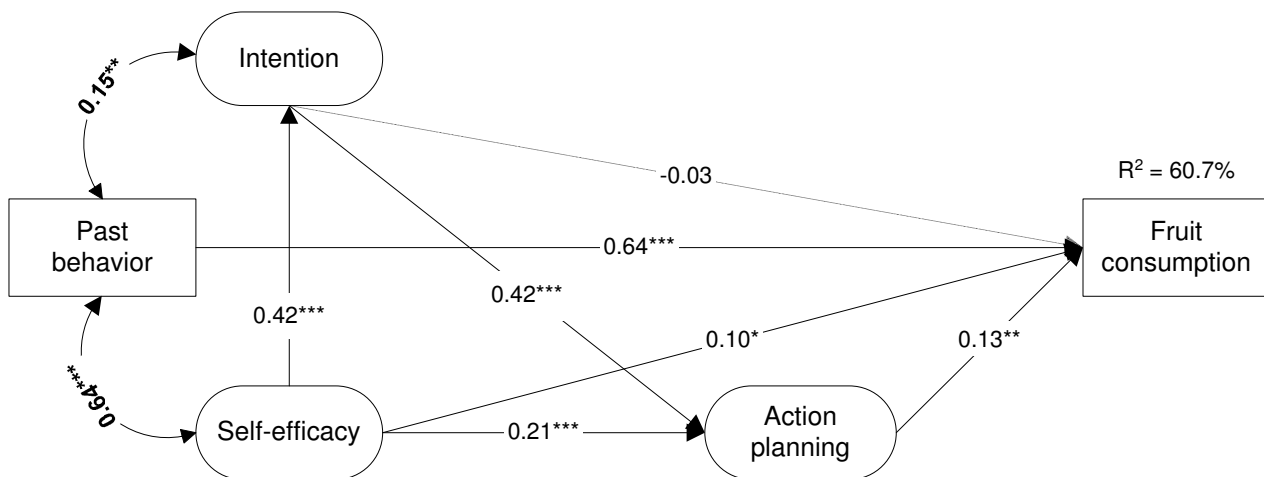 Intention
0.15**
R² = 60.7%
-0.03
Past
behavior
0.64***
Fruit
consumption
0.42***
0.42***
0.10*
0.13**
0.64***
Self-efficacy
0.21***
Action
planning